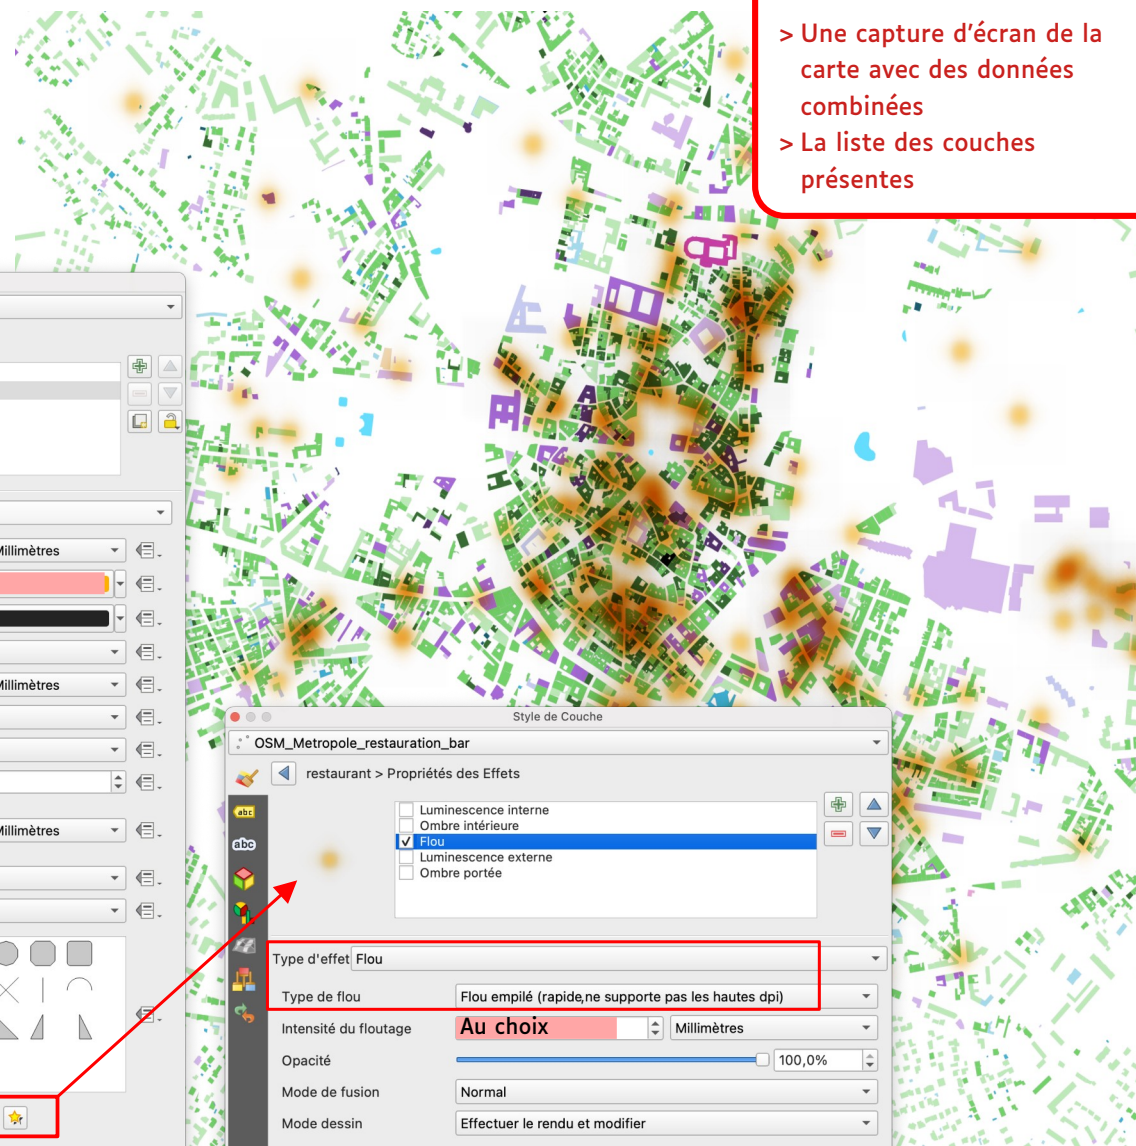 > Une capture d'écran de la
carte avec des données
combinées
> La liste des couches
présentes
Millimètres
Millimètres
Millimètres
Style de Couche
OSM_Metropole_restauration_bar
restaurant > Propriétés des Effets
abc
abc
Luminescence interne
Ombre intérieure
Flou
Luminescence externe
Ombre portée
Type d'effet Flou
Type de flou Flou empilé (rapide,ne supporte pas les hautes dpi)
Intensité du floutage Au choix Millimètres
Opacité 100,0%
Mode de fusion Normal
Mode dessin Effectuer le rendu et modifier